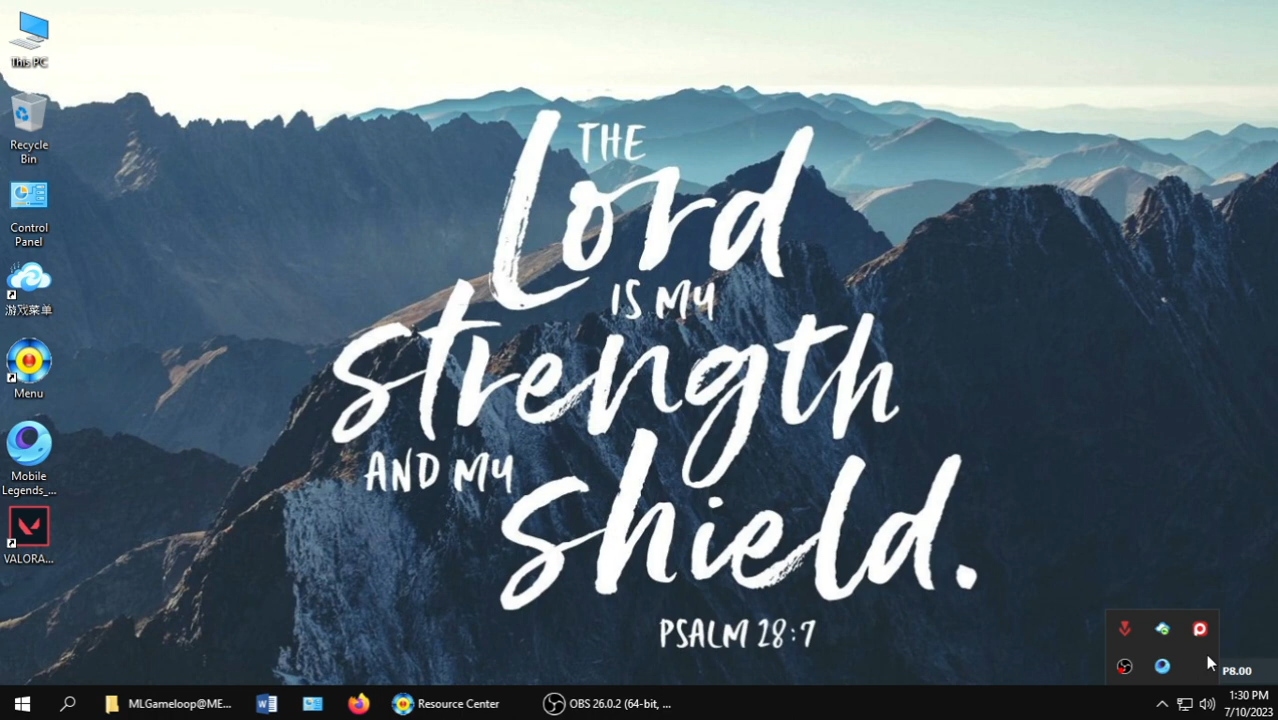 This PC
Recycle
Bin
Control
Panel
游戏菜单
Menu
Mobile
Legends_...
VALORA...
THE
Lord
IS MY
strength
AND MY
shield.
PSALM 28:7
P8.00
MLGameloop@ME...
Resource Center
OBS 26.0.2 (64-bit, ...
1:30 PM
7/10/2023